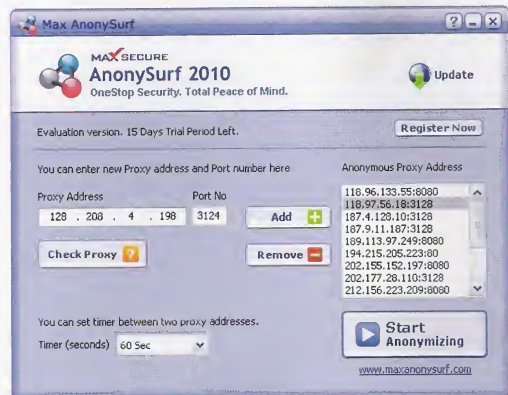 Max AnonySurf
MAX SECURE
AnonySurf 2010
OneStop Security. Total Peace of Mind.
Update
Evaluation version. 15 Days Trial Period Left.
Register Now
You can enter new Proxy address and Port number here
Anonymous Proxy Address
Proxy Address
Port No
128 . 208 . 4 . 198
3124
Add
Check Proxy
Remove
118.96.133.55:8080
118.97.56.18:3128
187.4.128.10:3128
187.9.11.187:3128
189.113.97.249:8080
194.215.205.223:80
202.155.152.197:8080
202.177.28.110:3128
212.156.223.209:8080
You can set timer between two proxy addresses.
Timer (seconds)
60 Sec
Start
Anonymizing
www.maxanonysurf.com